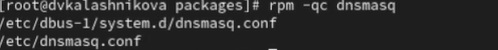 [root@dvkalashnikova packages]# rpm -qc dnsmasq
/etc/dbus-1/system.d/dnsmasq.conf
/etc/dnsmasq.conf